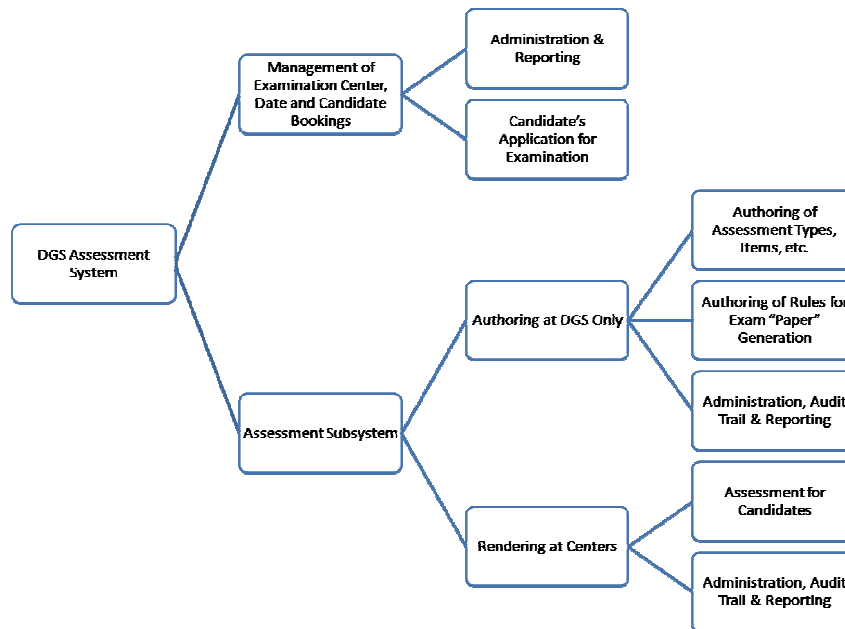 Administration &
Reporting
Management of
Examination Center,
Date and Candidate
Bookings
Candidate's
Application for
Examination
Authoring of
Assessment Types,
Items, etc.
DGS Assessment
System
Authoring at DGS Only
Authoring of Rules for
Exam “Paper”
Generation
Administration, Audit
Trail & Reporting
Assessment Subsystem
Assessment for
Candidates
Rendering at Centers
Administration, Audit
Trail & Reporting